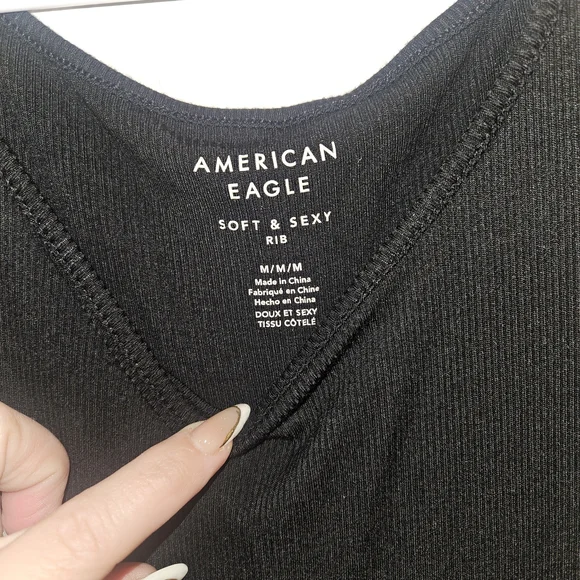 AMERICAN
EAGLE
SOFT & SEXY
RIB
M/M/M
Made in China
Fabriqué en Chine
Hecho en China
DOUX ET SEXY
TISSU CÔTELÉ